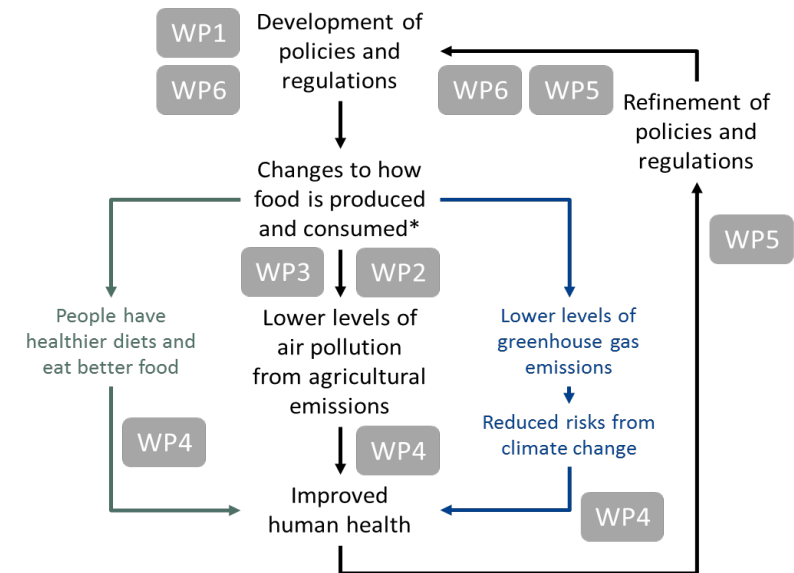 WP1
Development of
policies and
regulations
WP6
WP6
WP5
Refinement of
policies and
regulations
Changes to how
food is produced
and consumed*
WP5
WP3
WP2
People have
healthier diets and
eat better food
Lower levels of
air pollution
from agricultural
emissions
Lower levels of
greenhouse gas
emissions
Reduced risks from
climate change
WP4
WP4
Improved
human health
WP4